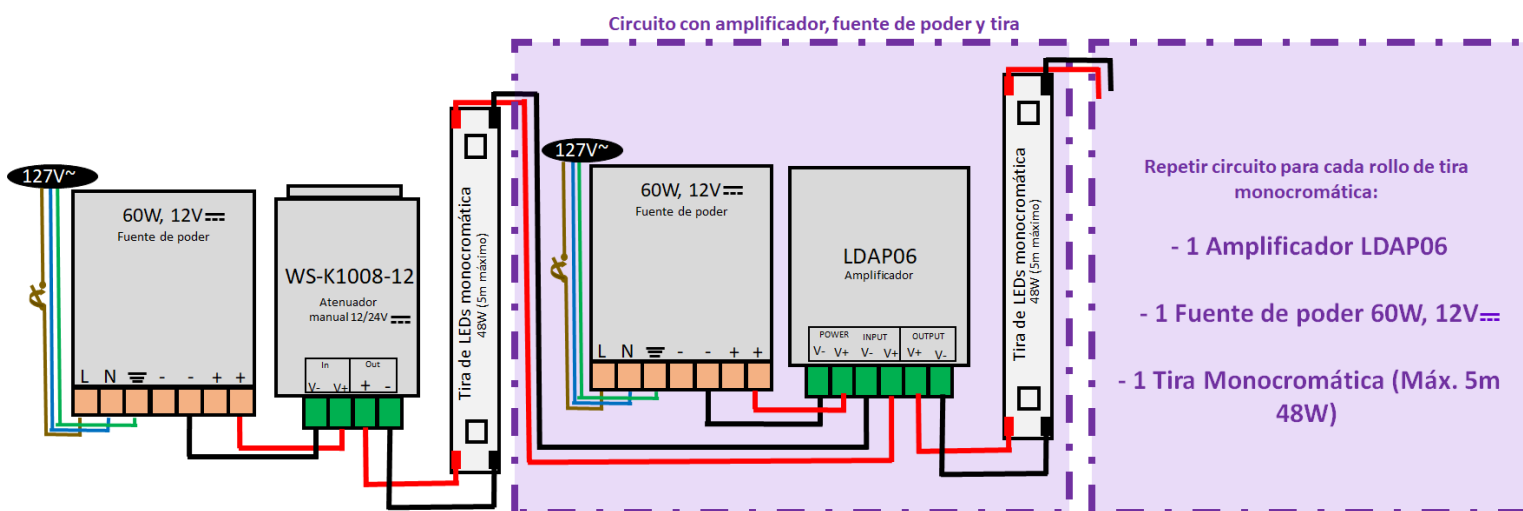 Circuito con amplificador, fuente de poder y tira
127V~
60W, 12V
Fuente de poder
L N - - + +
WS-K1008-12
Atenuador
manual 12/24V
In Out
V- V+ + -
Tira de LEDs monocromática
48W (5m máximo)
127V~
60W, 12V
Fuente de poder
L N - - + +
LDAP06
Amplificador
POWER INPUT OUTPUT
V- V+ V- V+ V+ V-
Tira de LEDs monocromática
48W (5m máximo)
Repetir circuito para cada rollo de tira
monocromática:
- 1 Amplificador LDAP06
- 1 Fuente de poder 60W, 12V
- 1 Tira Monocromática (Máx. 5m
48W)